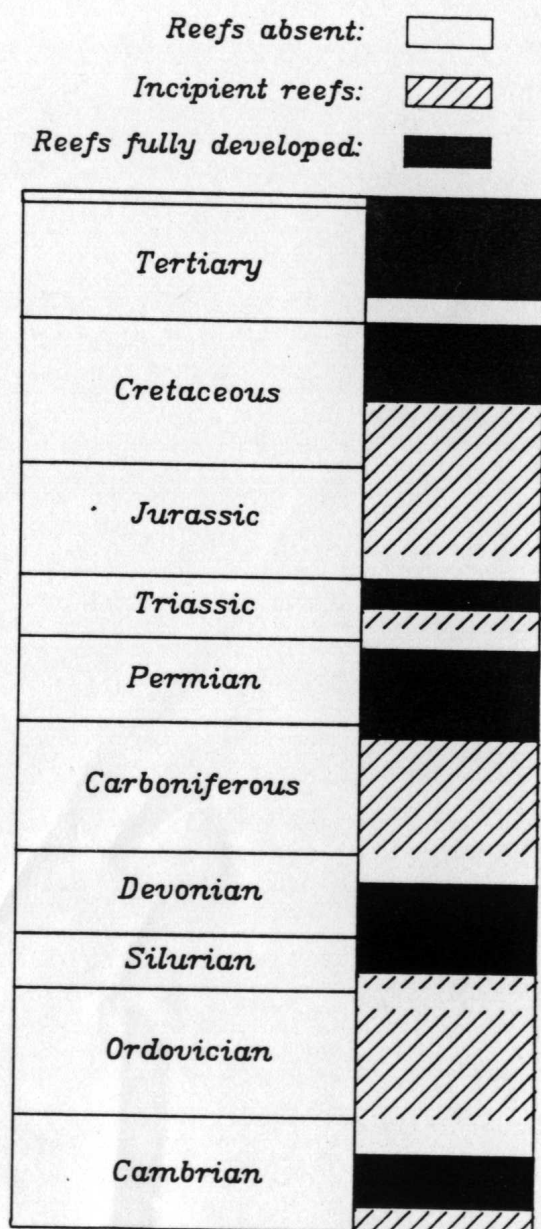 Reefs absent:
Incipient reefs:
Reefs fully developed:
Tertiary
Cretaceous
Jurassic
Triassic
Permian
Carboniferous
Devonian
Silurian
Ordovician
Cambrian